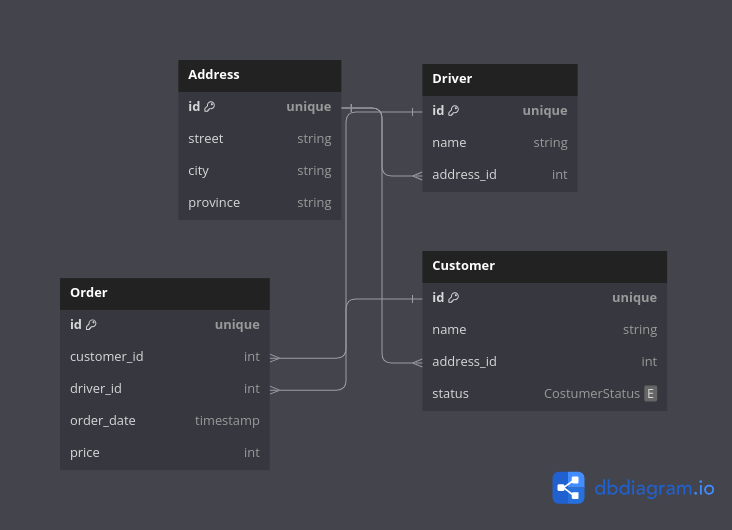 Address
id unique
street string
city string
province string
Driver
id unique
name string
address_id int
Order
id unique
customer_id int
driver_id int
order_date timestamp
price int
Customer
id unique
name string
address_id int
status CostumerStatus E
dbdiagram.io